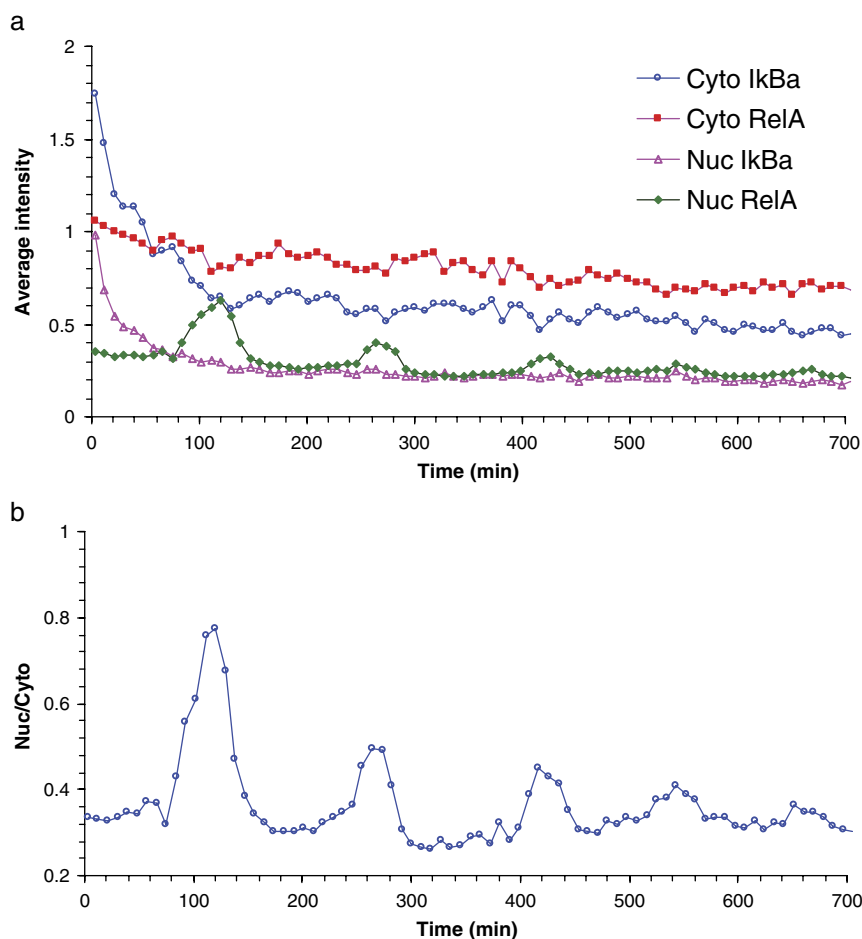 a
2
1.5
1
0.5
0
Average intensity
Cyto IkBa
Cyto RelA
Nuc IkBa
Nuc RelA
0 100 200 300 400 500 600 700
Time (min)
b
1
0.8
0.6
0.4
0.2
Nuc/Cyto
0 100 200 300 400 500 600 700
Time (min)